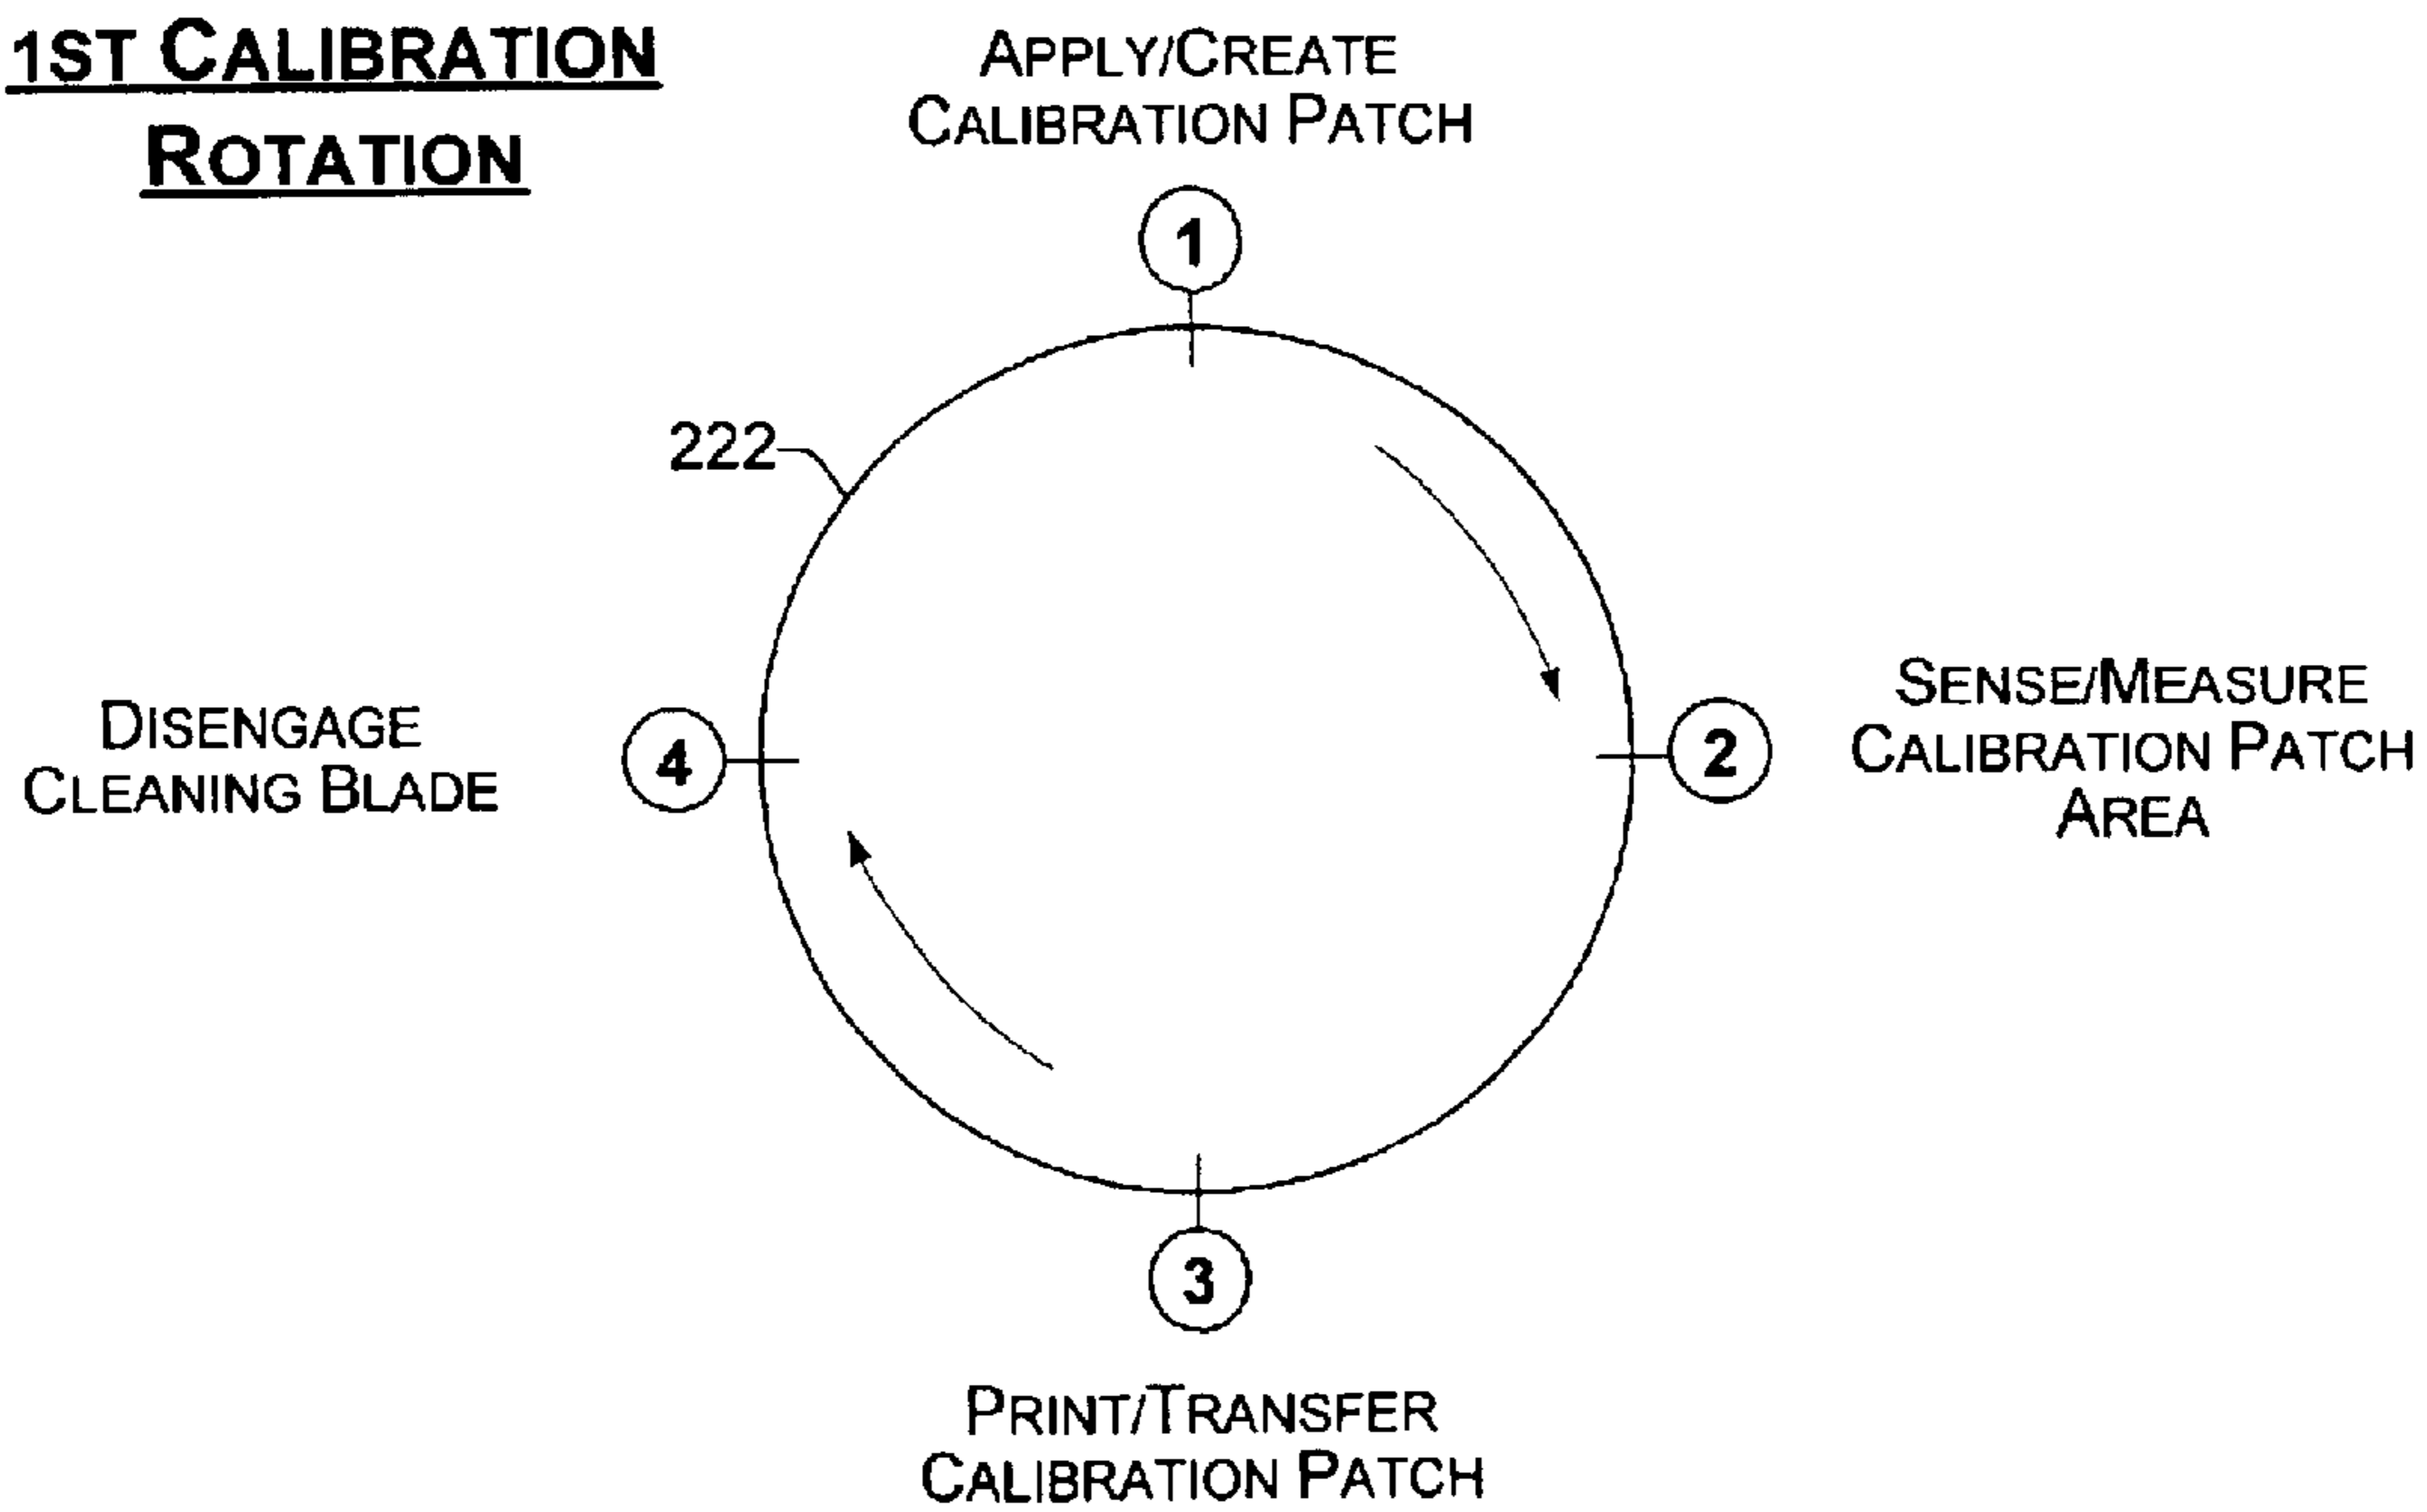 1ST CALIBRATION
ROTATION
APPLY/CREATE
CALIBRATION PATCH
1
222
SENSE/MEASURE
CALIBRATION PATCH
AREA
2
DISENGAGE
CLEANING BLADE
4
3
PRINT/TRANSFER
CALIBRATION PATCH